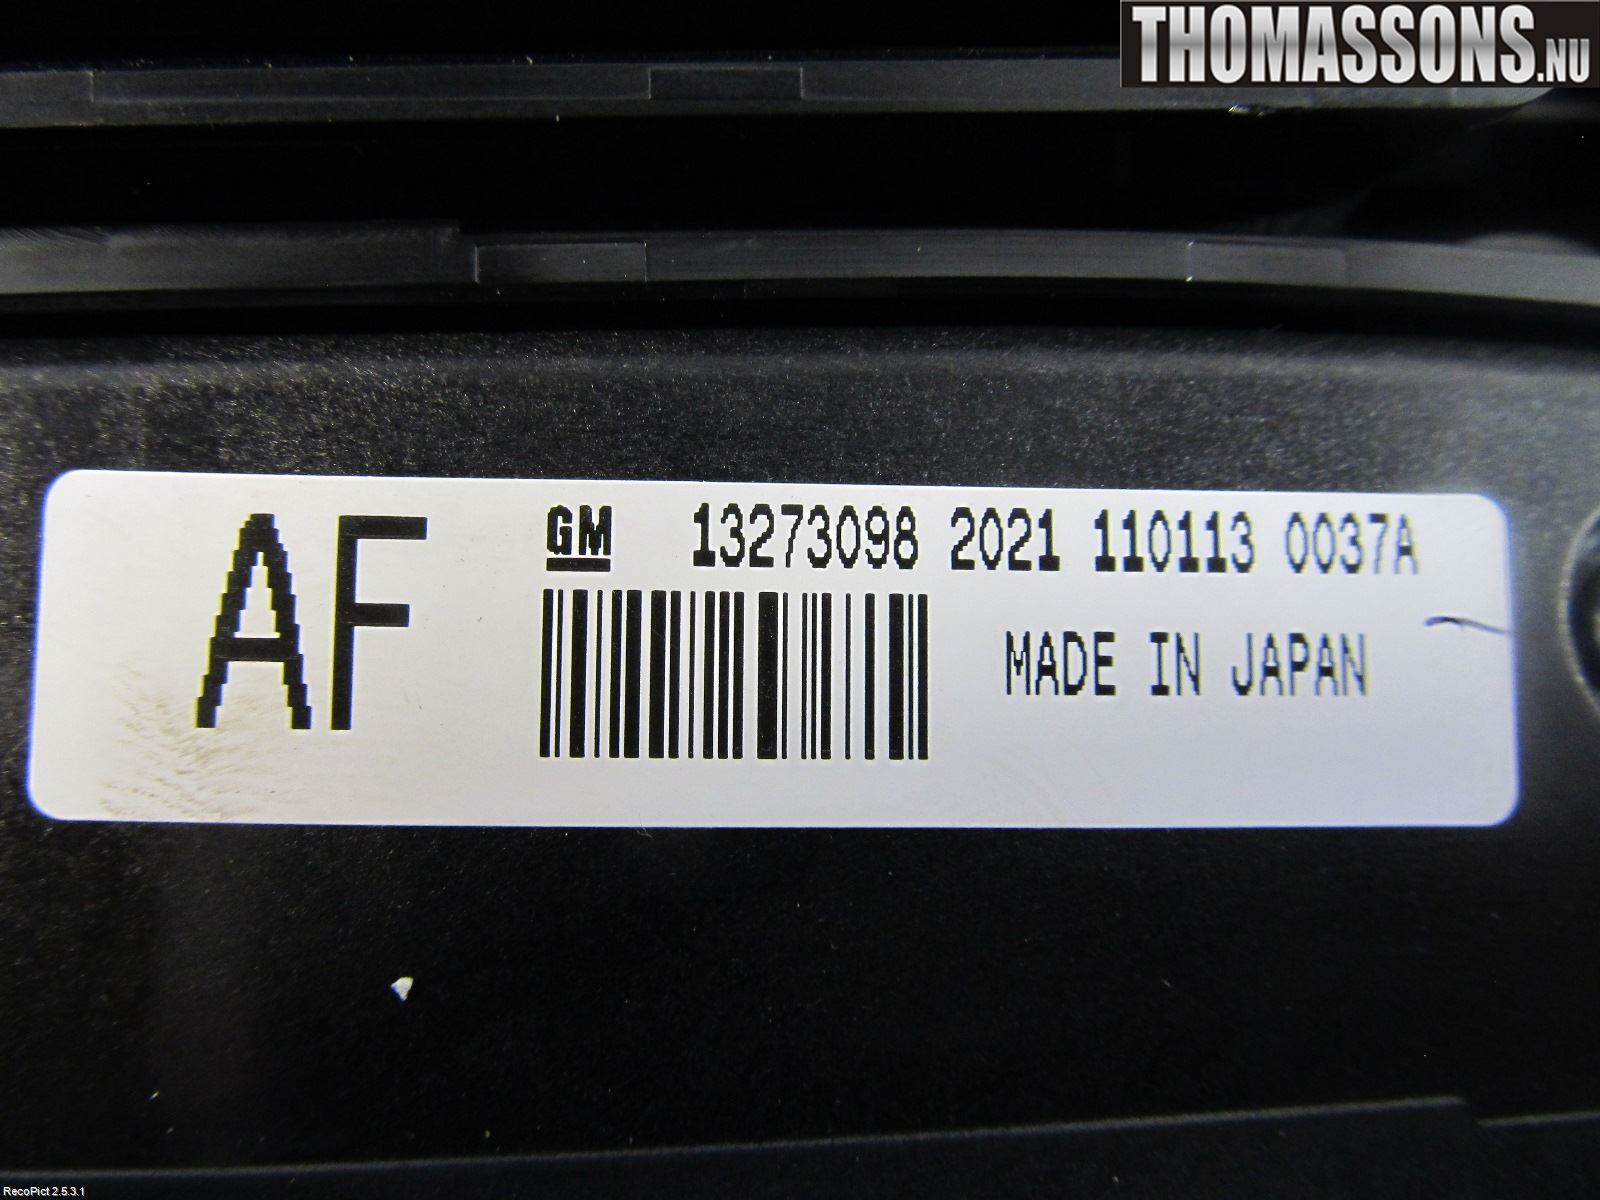 THOMASSONS.NU
AF
GM 13273098 2021 110113 0037A
MADE IN JAPAN
RecoPict 2.5.3.1